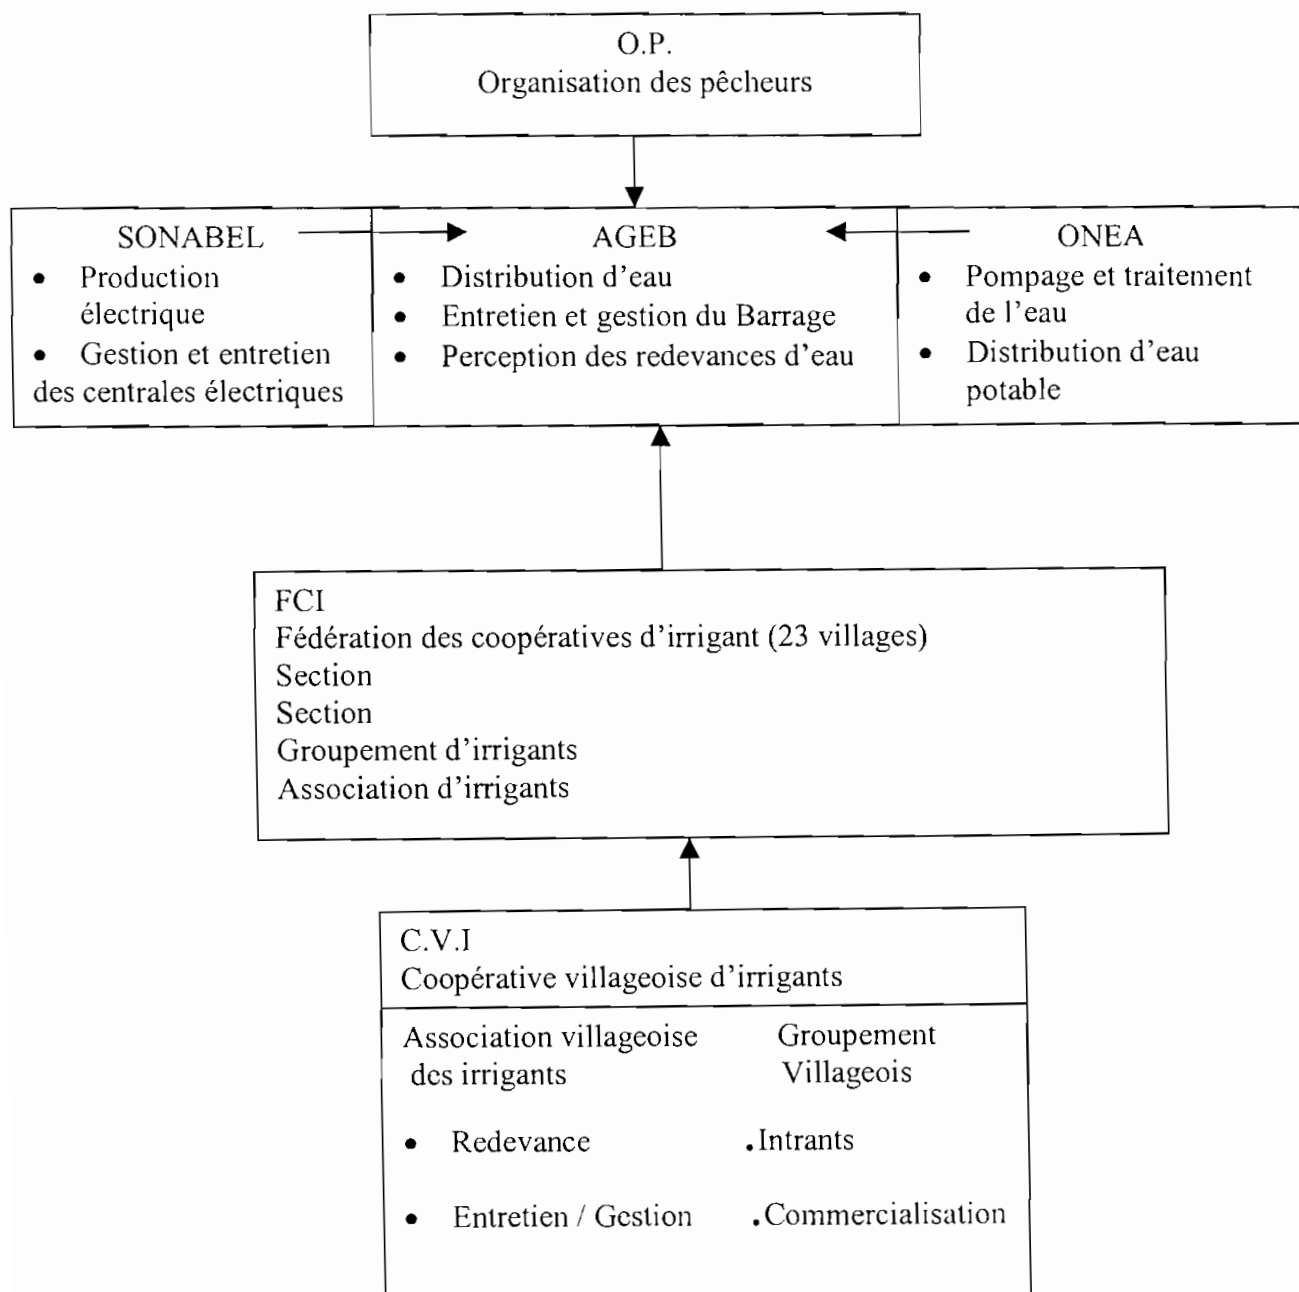 O.P.
Organisation des pêcheurs
SONABEL
• Production
électrique
• Gestion et entretien
des centrales électriques
AGEB
• Distribution d'eau
• Entretien et gestion du Barrage
• Perception des redevances d'eau
ONEA
• Pompage et traitement
de l'eau
• Distribution d'eau
potable
FCI
Fédération des coopératives d'irrigant (23 villages)
Section
Section
Groupement d'irrigants
Association d'irrigants
C.V.I
Coopérative villageoise d'irrigants
Association villageoise
des irrigants
• Redevance
• Entretien / Gestion
Groupement
Villageois
.Intrants
.Commercialisation